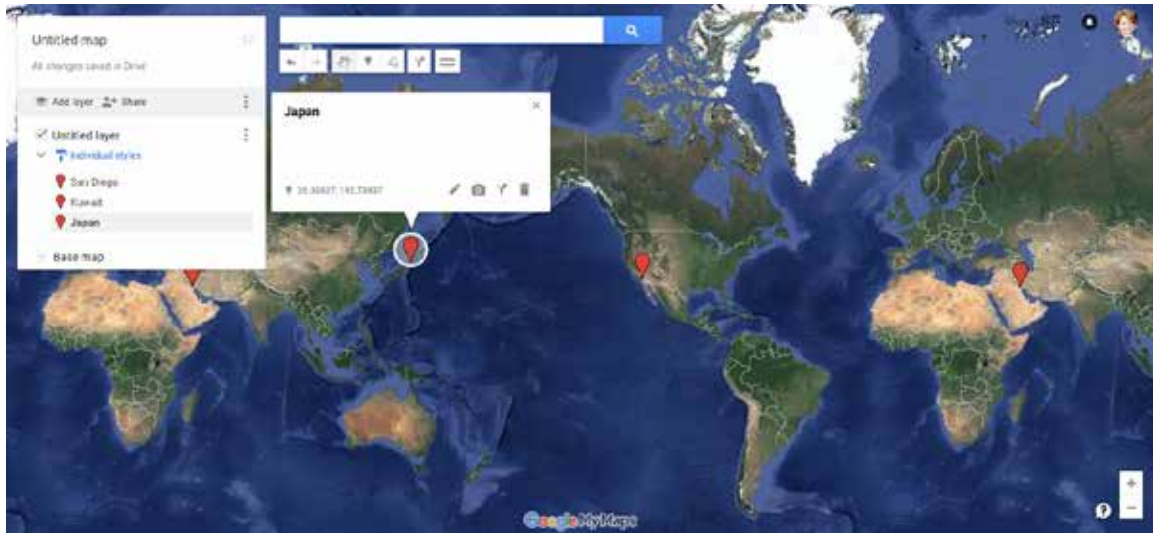 Untitled map
All changes saved in Drive
Add layer Share
Untitled layer
Individual styles
San Diego
Kuwait
Japan
Base map
Japan
Google My Maps